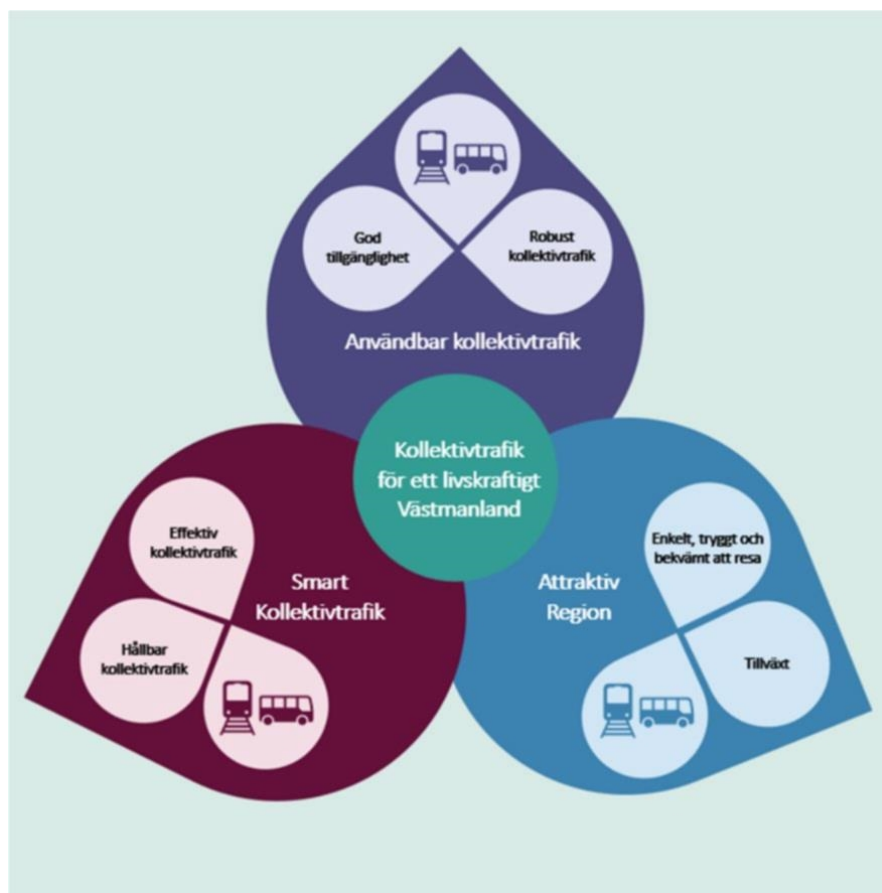 God
tillgänglighet
Robust
kollektivtrafik
Användbar kollektivtrafik
Kollektivtrafik
för ett livskraftigt
Västmanland
Effektiv
kollektivtrafik
Smart
Kollektivtrafik
Hållbar
kollektivtrafik
Enkelt, tryggt och
bekvämt att resa
Attraktiv
Region
Tillväxt